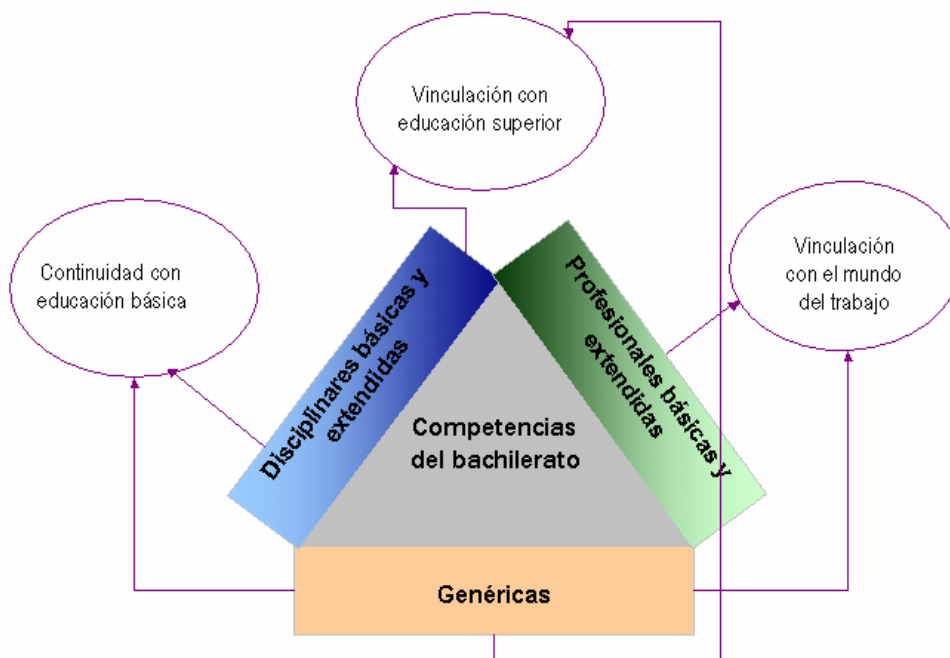 Vinculación con
educación superior
Continuidad con
educación básica
Vinculación
con el mundo
del trabajo
Disciplinares básicas y
extendidas
Profesionales básicas y
extendidas
Competencias
del bachilerato
Genéricas